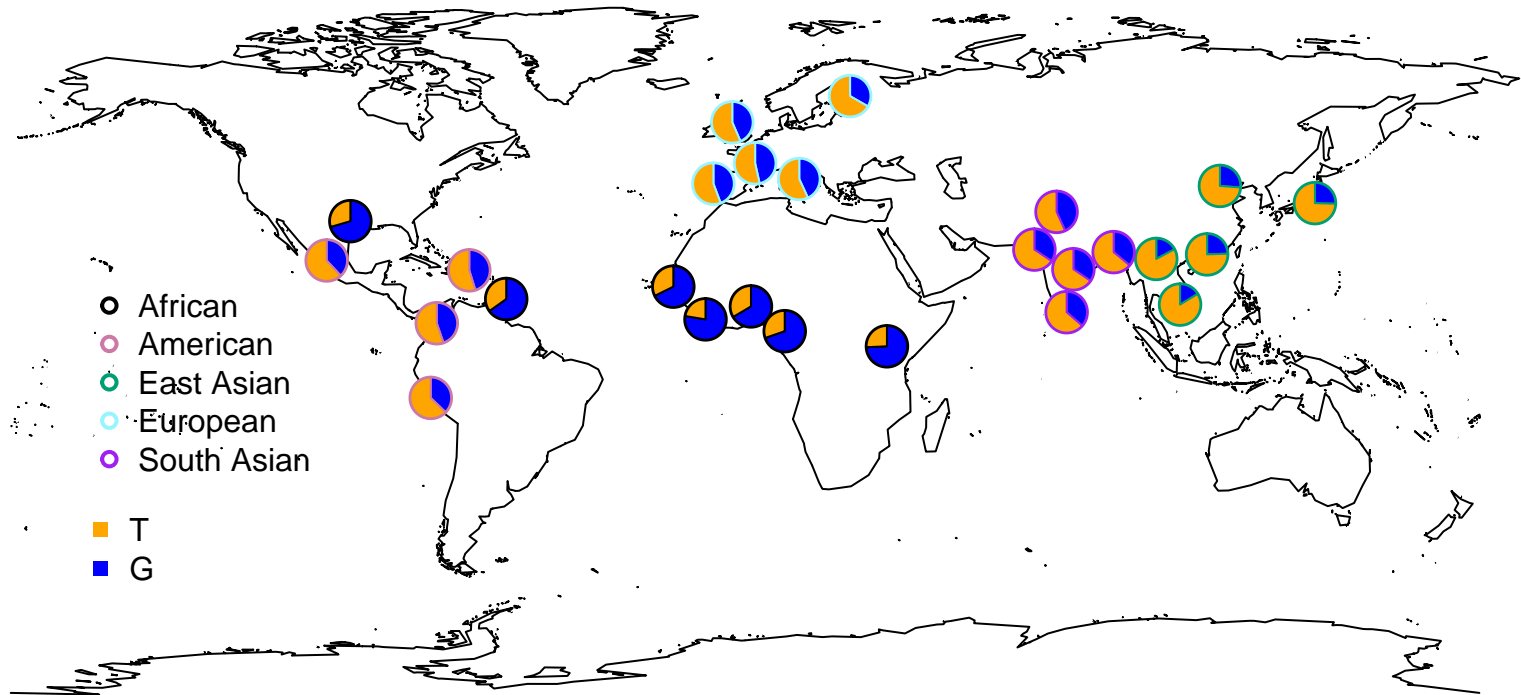 African
American
East Asian
European
South Asian
T
G